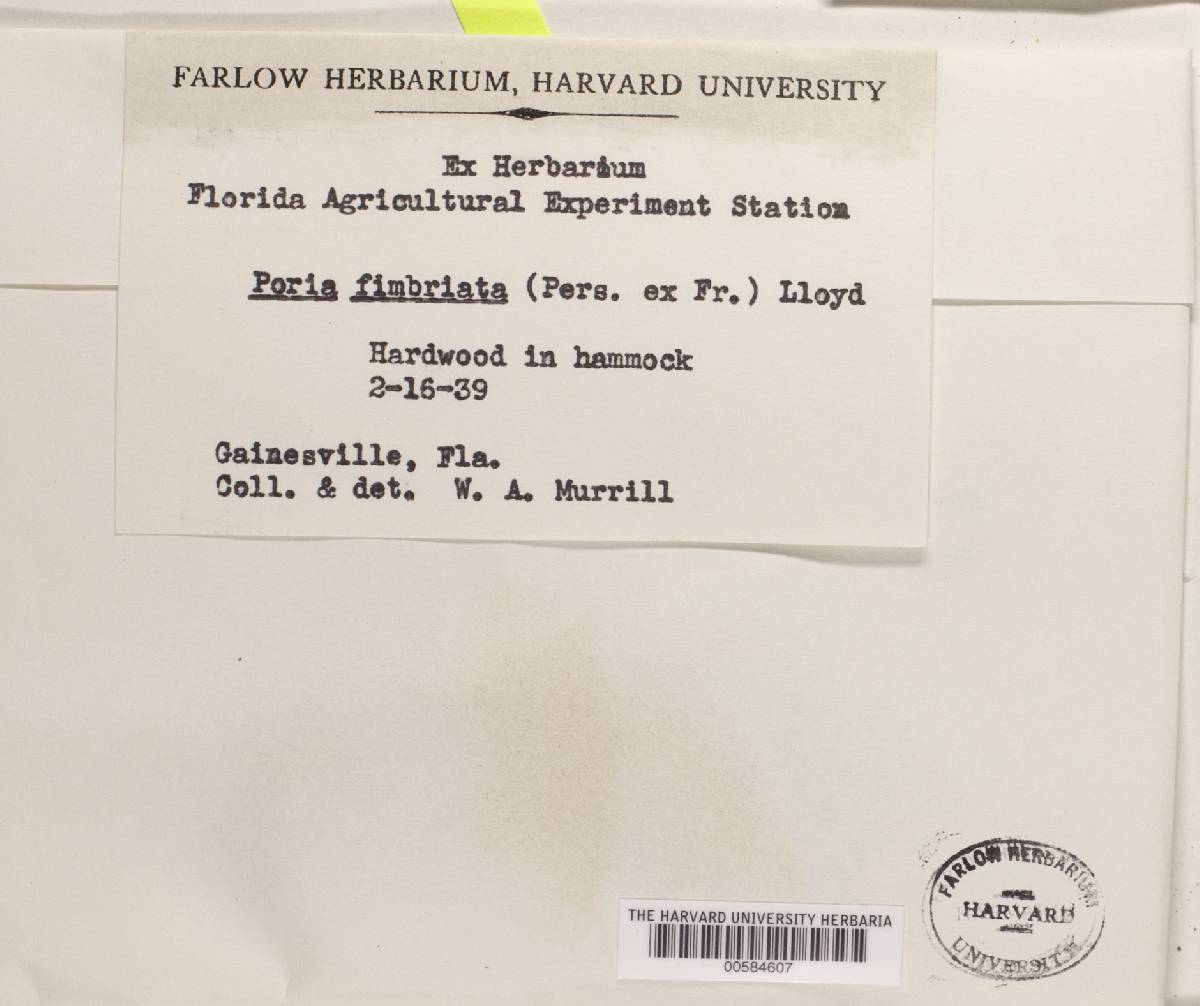 FARLOW HERBARIUM, HARVARD UNIVERSITY
Ex Herbarium
Florida Agricultural Experiment Station
Poria fimbriata (Pers. ex Fr.) Lloyd
Hardwood in hammock
2-16-39
Gainesville, Fla.
Coll. & det. W. A. Murrill
THE HARVARD UNIVERSITY HERBARIA
00584607
FARLOW HERBARIUM
HARVARD
UNIVERSITY